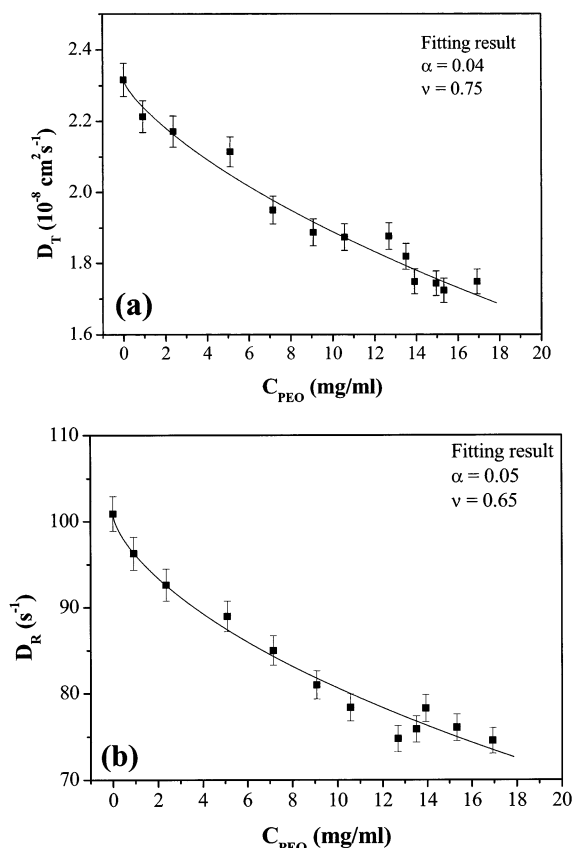 2.4
2.2
2.0
1.8
1.6
D_T (10^-8 cm^2 s^-1)
Fitting result
α = 0.04
ν = 0.75
(a)
0 2 4 6 8 10 12 14 16 18 20
C_PEO (mg/ml)
110
100
90
80
70
D_R (s^-1)
Fitting result
α = 0.05
ν = 0.65
(b)
0 2 4 6 8 10 12 14 16 18 20
C_PEO (mg/ml)